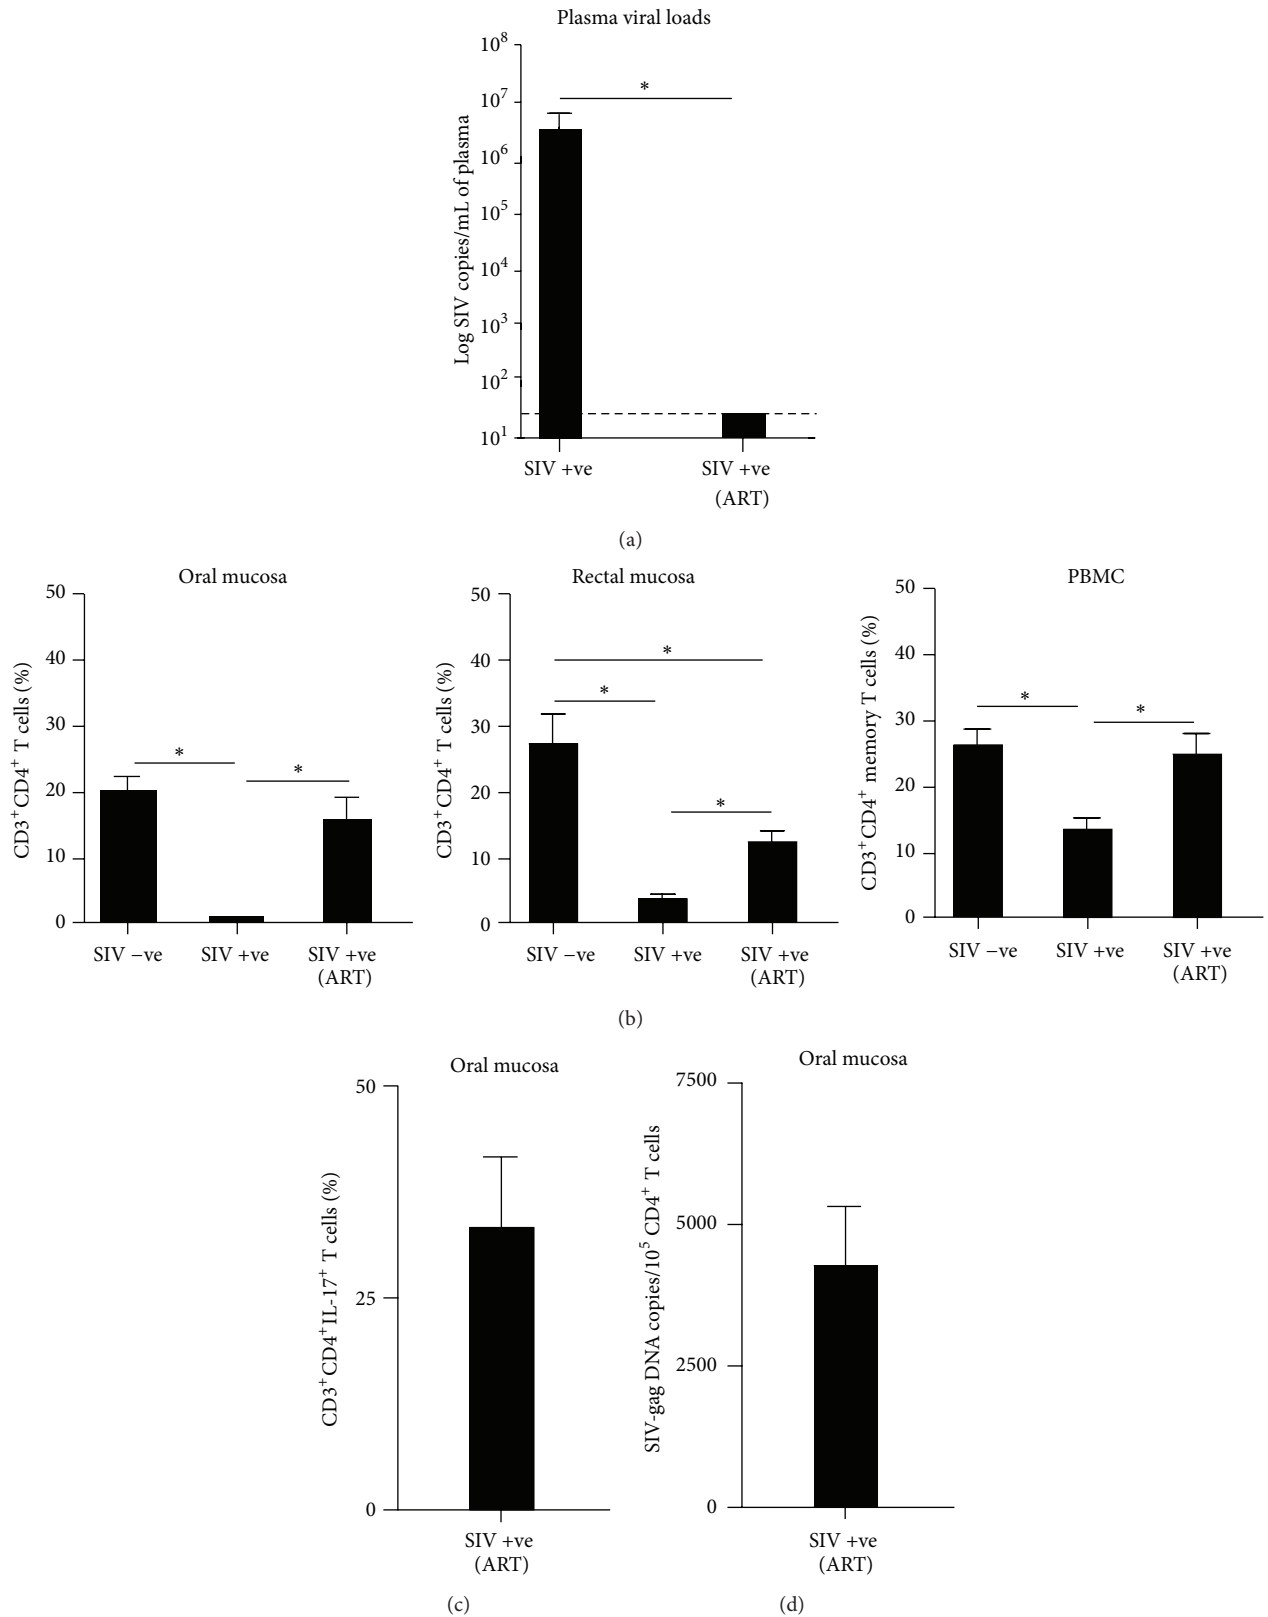 Plasma viral loads
Log SIV copies/mL of plasma
10⁸
10⁷
10⁶
10⁵
10⁴
10³
10²
10¹
*
SIV +ve
SIV +ve
(ART)
(a)
Oral mucosa
CD3⁺CD4⁺ T cells (%)
50
40
30
20
10
0
*
*
SIV −ve
SIV +ve
SIV +ve
(ART)
Rectal mucosa
CD3⁺CD4⁺ T cells (%)
50
40
30
20
10
0
*
*
*
SIV −ve
SIV +ve
SIV +ve
(ART)
PBMC
CD3⁺CD4⁺ memory T cells (%)
50
40
30
20
10
0
*
*
SIV −ve
SIV +ve
SIV +ve
(ART)
(b)
Oral mucosa
CD3⁺CD4⁺IL-17⁺ T cells (%)
50
25
0
SIV +ve
(ART)
(c)
Oral mucosa
SIV-gag DNA copies/10⁵ CD4⁺ T cells
7500
5000
2500
0
SIV +ve
(ART)
(d)